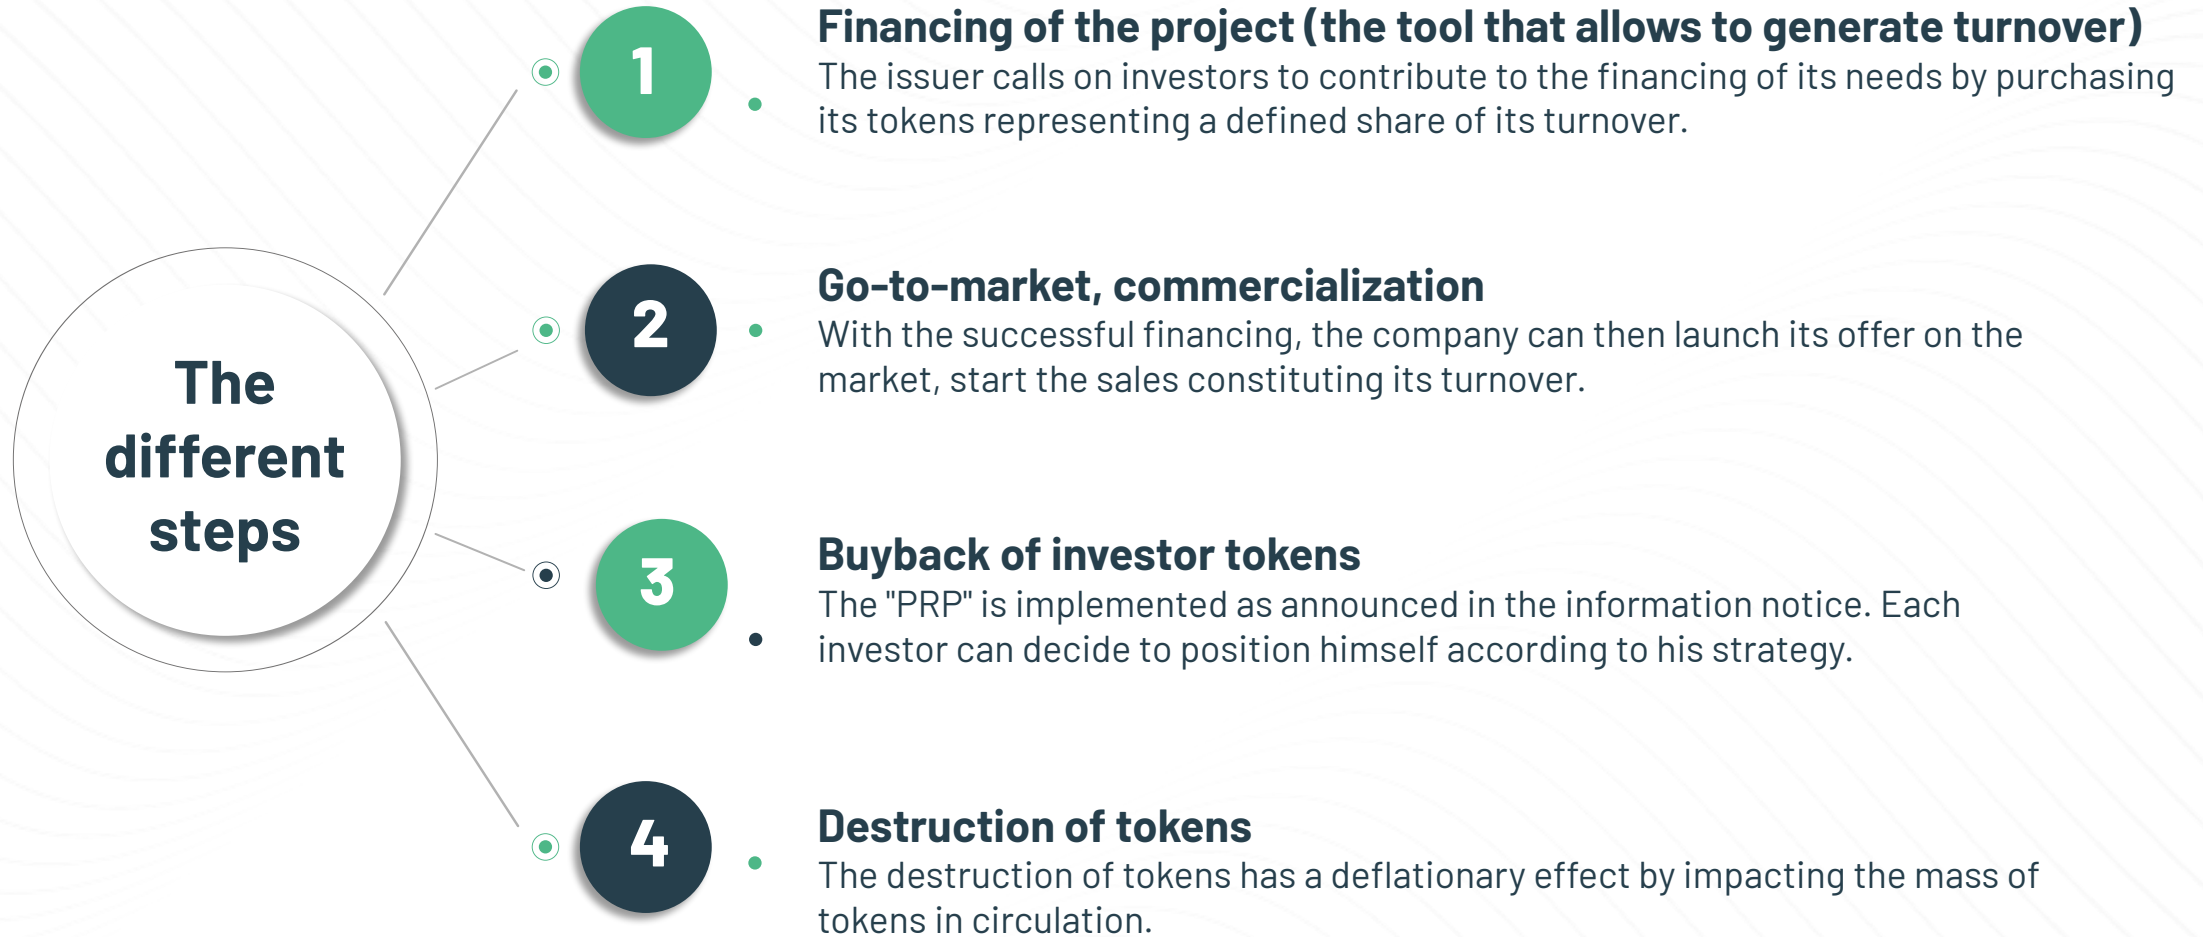 The
different
steps
1
Financing of the project (the tool that allows to generate turnover)
The issuer calls on investors to contribute to the financing of its needs by purchasing
its tokens representing a defined share of its turnover.
2
Go-to-market, commercialization
With the successful financing, the company can then launch its offer on the
market, start the sales constituting its turnover.
3
Buyback of investor tokens
The "PRP" is implemented as announced in the information notice. Each
investor can decide to position himself according to his strategy.
4
Destruction of tokens
The destruction of tokens has a deflationary effect by impacting the mass of
tokens in circulation.